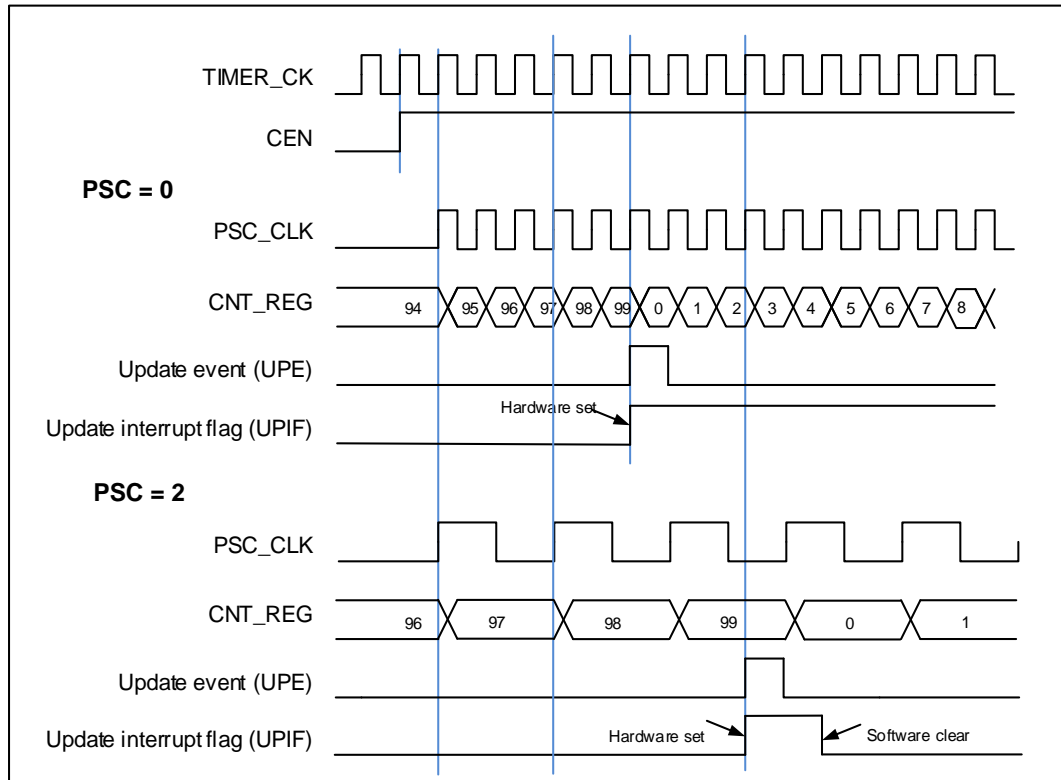 TIMER_CK
CEN
PSC = 0
PSC_CLK
CNT_REG 94 95 96 97 98 99 0 1 2 3 4 5 6 7 8
Update event (UPE)
Hardware set
Update interrupt flag (UPIF)
PSC = 2
PSC_CLK
CNT_REG 96 97 98 99 0 1
Update event (UPE)
Update interrupt flag (UPIF) Hardware set Software clear